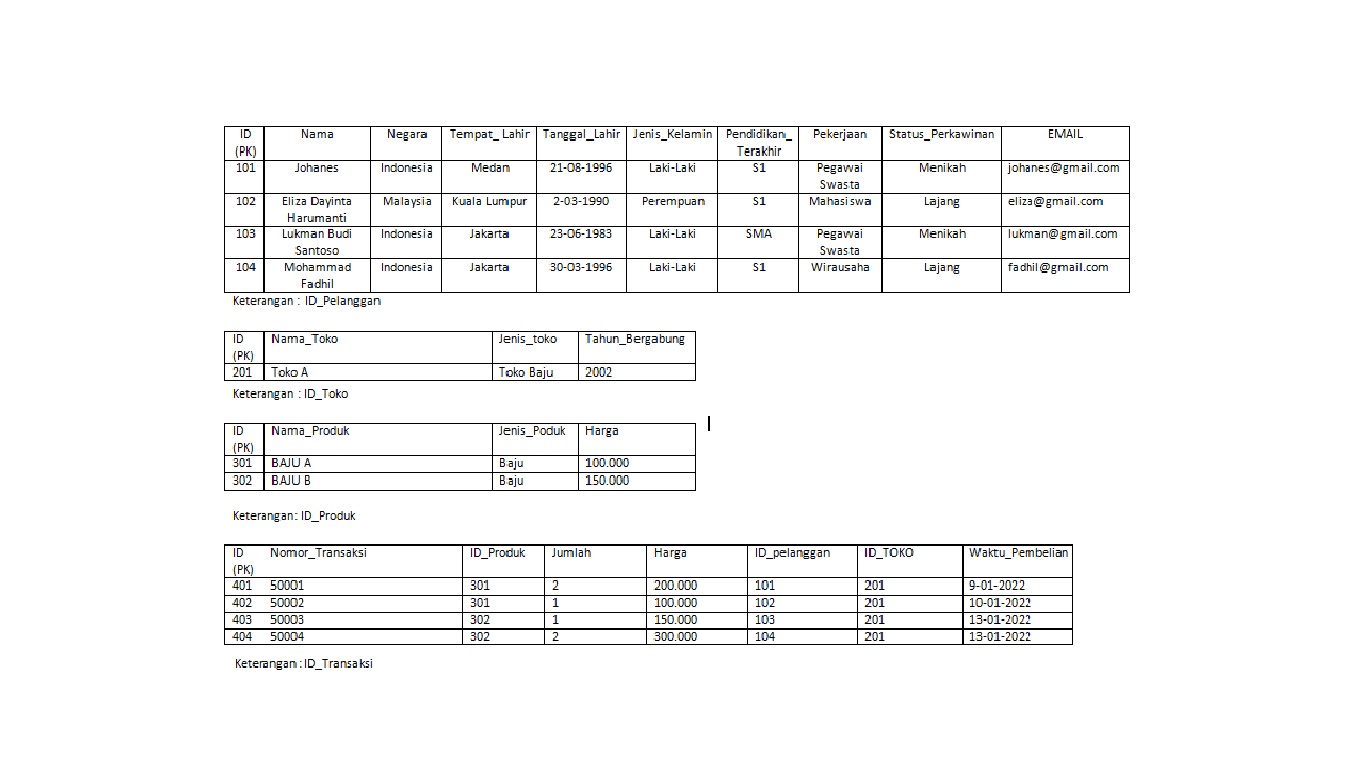 ID Nama Negara Tempat_ Lahir Tanggal_Lahir Jenis_Kelamin Pendidikan_ Pekerjaan Status_Perkawinan EMAIL
(PK) Terakhir
101 Johanes Indonesia Medan 21-08-1996 Laki-Laki S1 Pegawai Menikah johanes@gmail.com
Swasta
102 Eliza Dayinta Malaysia Kuala Lumpur 2-03-1990 Perempuan S1 Mahasiswa Lajang eliza@gmail.com
Harumanti
103 Lukman Budi Indonesia Jakarta 23-06-1983 Laki-Laki SMA Pegawai Menikah lukman@gmail.com
Santoso Swasta
104 Mohammad Indonesia Jakarta 30-03-1996 Laki-Laki S1 Wirausaha Lajang fadhil@gmail.com
Fadhil
Keterangan : ID_Pelanggan
ID Nama_Toko Jenis_toko Tahun_Bergabung
(PK)
201 Toko A Toko Baju 2002
Keterangan : ID_Toko
ID Nama_Produk Jenis_Poduk Harga
(PK)
301 BAJU A Baju 100.000
302 BAJU B Baju 150.000
Keterangan: ID_Produk
ID Nomor_Transaksi ID_Produk Jumlah Harga ID_pelanggan ID_TOKO Waktu_Pembelian
(PK)
401 50001 301 2 200.000 101 201 9-01-2022
402 50002 301 1 100.000 102 201 10-01-2022
403 50003 302 1 150.000 103 201 13-01-2022
404 50004 302 2 300.000 104 201 13-01-2022
Keterangan : ID_Transaksi